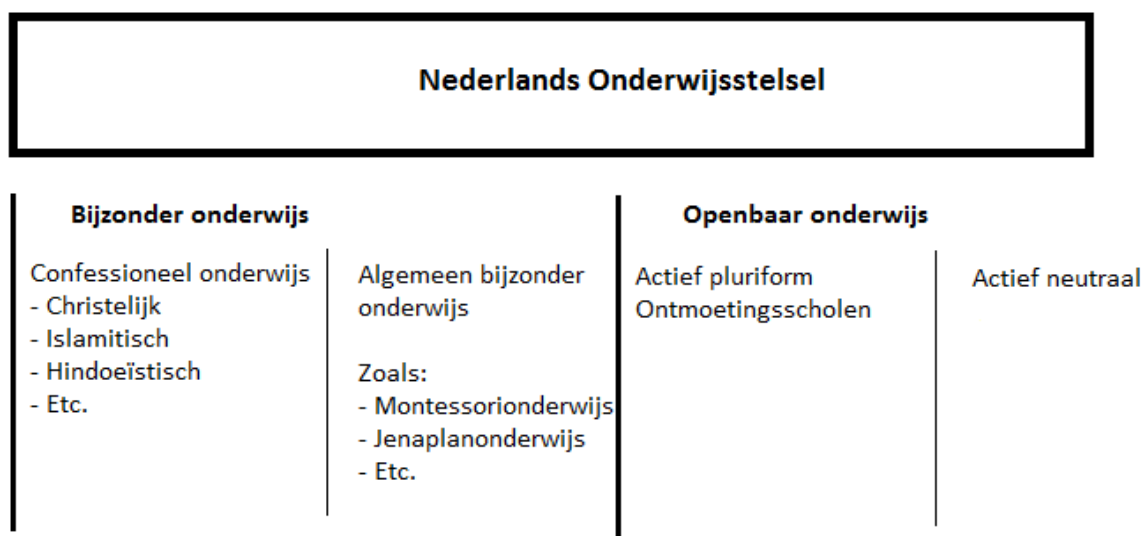 Nederlands Onderwijsstelsel
Bijzonder onderwijs
Confessioneel onderwijs
- Christelijk
- Islamitisch
- Hindoeïstisch
- Etc.
Algemeen bijzonder
onderwijs
Zoals:
- Montessorionderwijs
- Jenaplanonderwijs
- Etc.
Openbaar onderwijs
Actief pluriform
Ontmoetingsscholen
Actief neutraal